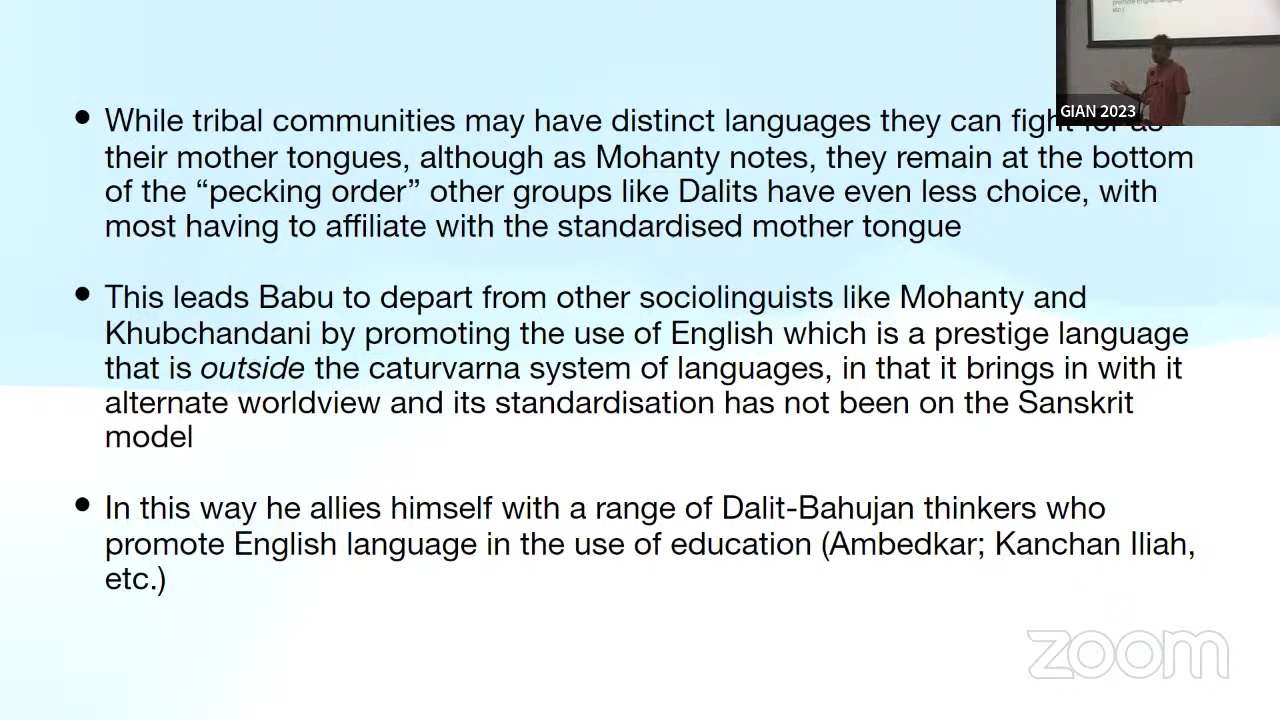 promote English language
etc.)
GIAN 2023
• While tribal communities may have distinct languages they can fight for as
their mother tongues, although as Mohanty notes, they remain at the bottom
of the “pecking order” other groups like Dalits have even less choice, with
most having to affiliate with the standardised mother tongue
• This leads Babu to depart from other sociolinguists like Mohanty and
Khubchandani by promoting the use of English which is a prestige language
that is outside the caturvarna system of languages, in that it brings in with it
alternate worldview and its standardisation has not been on the Sanskrit
model
• In this way he allies himself with a range of Dalit-Bahujan thinkers who
promote English language in the use of education (Ambedkar; Kanchan Iliah,
etc.)
zoom